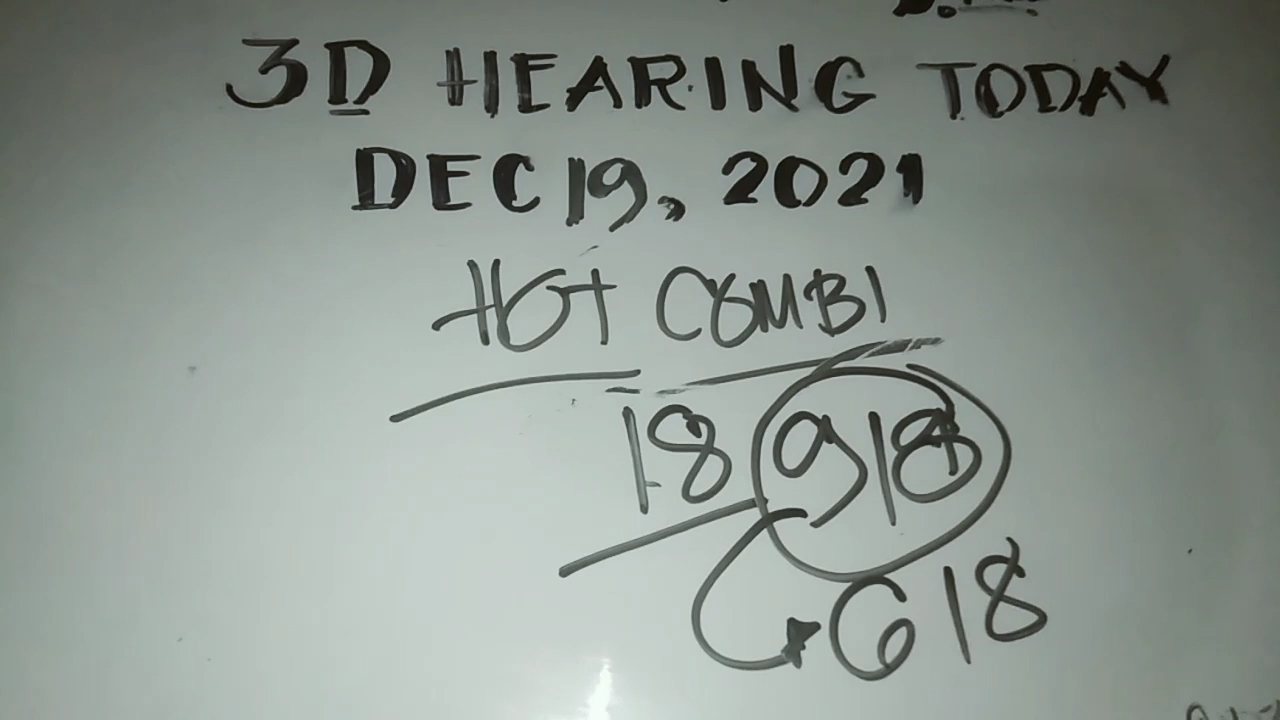 3D HEARING TODAY
DEC 19, 2021
HOT COMBI
18 918
618